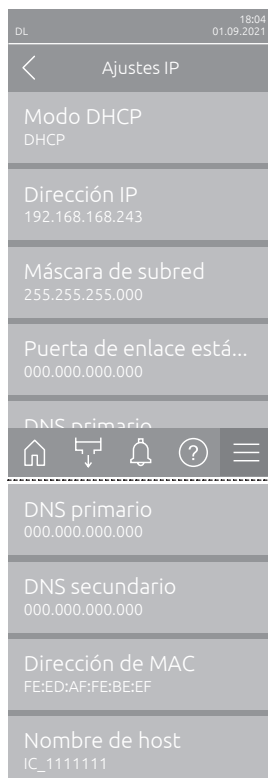 18:04
DL 01.09.2021
Ajustes IP
Modo DHCP
DHCP
Dirección IP
192.168.168.243
Máscara de subred
255.255.255.000
Puerta de enlace está...
000.000.000.000
DNS primario
DNS primario
000.000.000.000
DNS secundario
000.000.000.000
Dirección de MAC
FE:ED:AF:FE:BE:EF
Nombre de host
IC_1111111